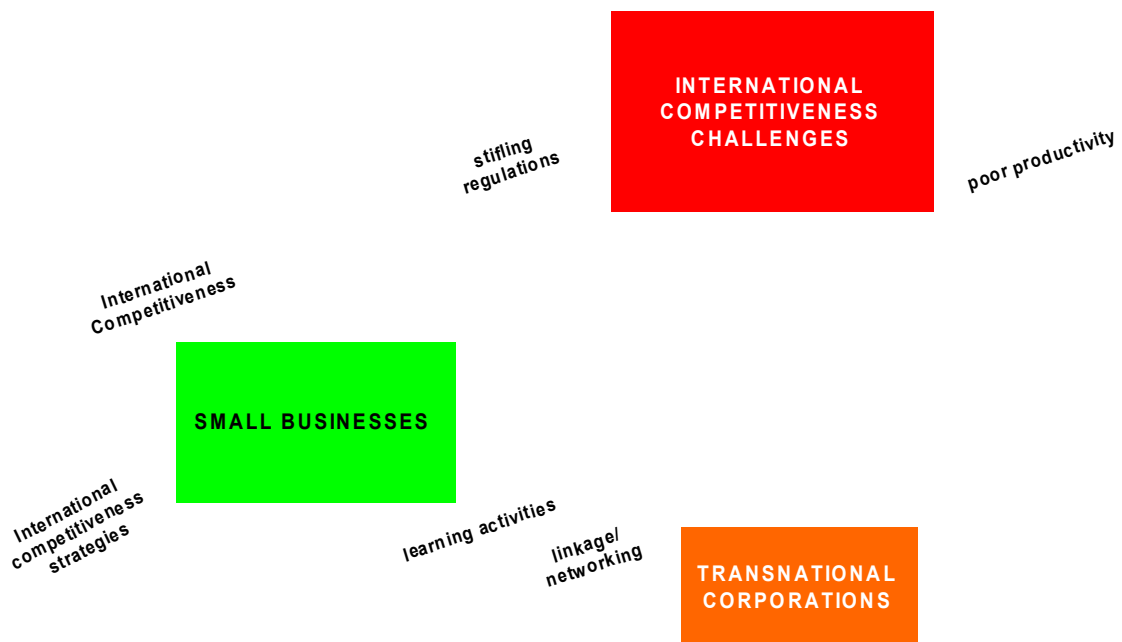 INTERNATIONAL
COMPETITIVENESS
CHALLENGES
stifling
regulations
poor productivity
International
Competitiveness
SMALL BUSINESSES
International
competitiveness
strategies
learning activities
linkage/
networking
TRANSNATIONAL
CORPORATIONS